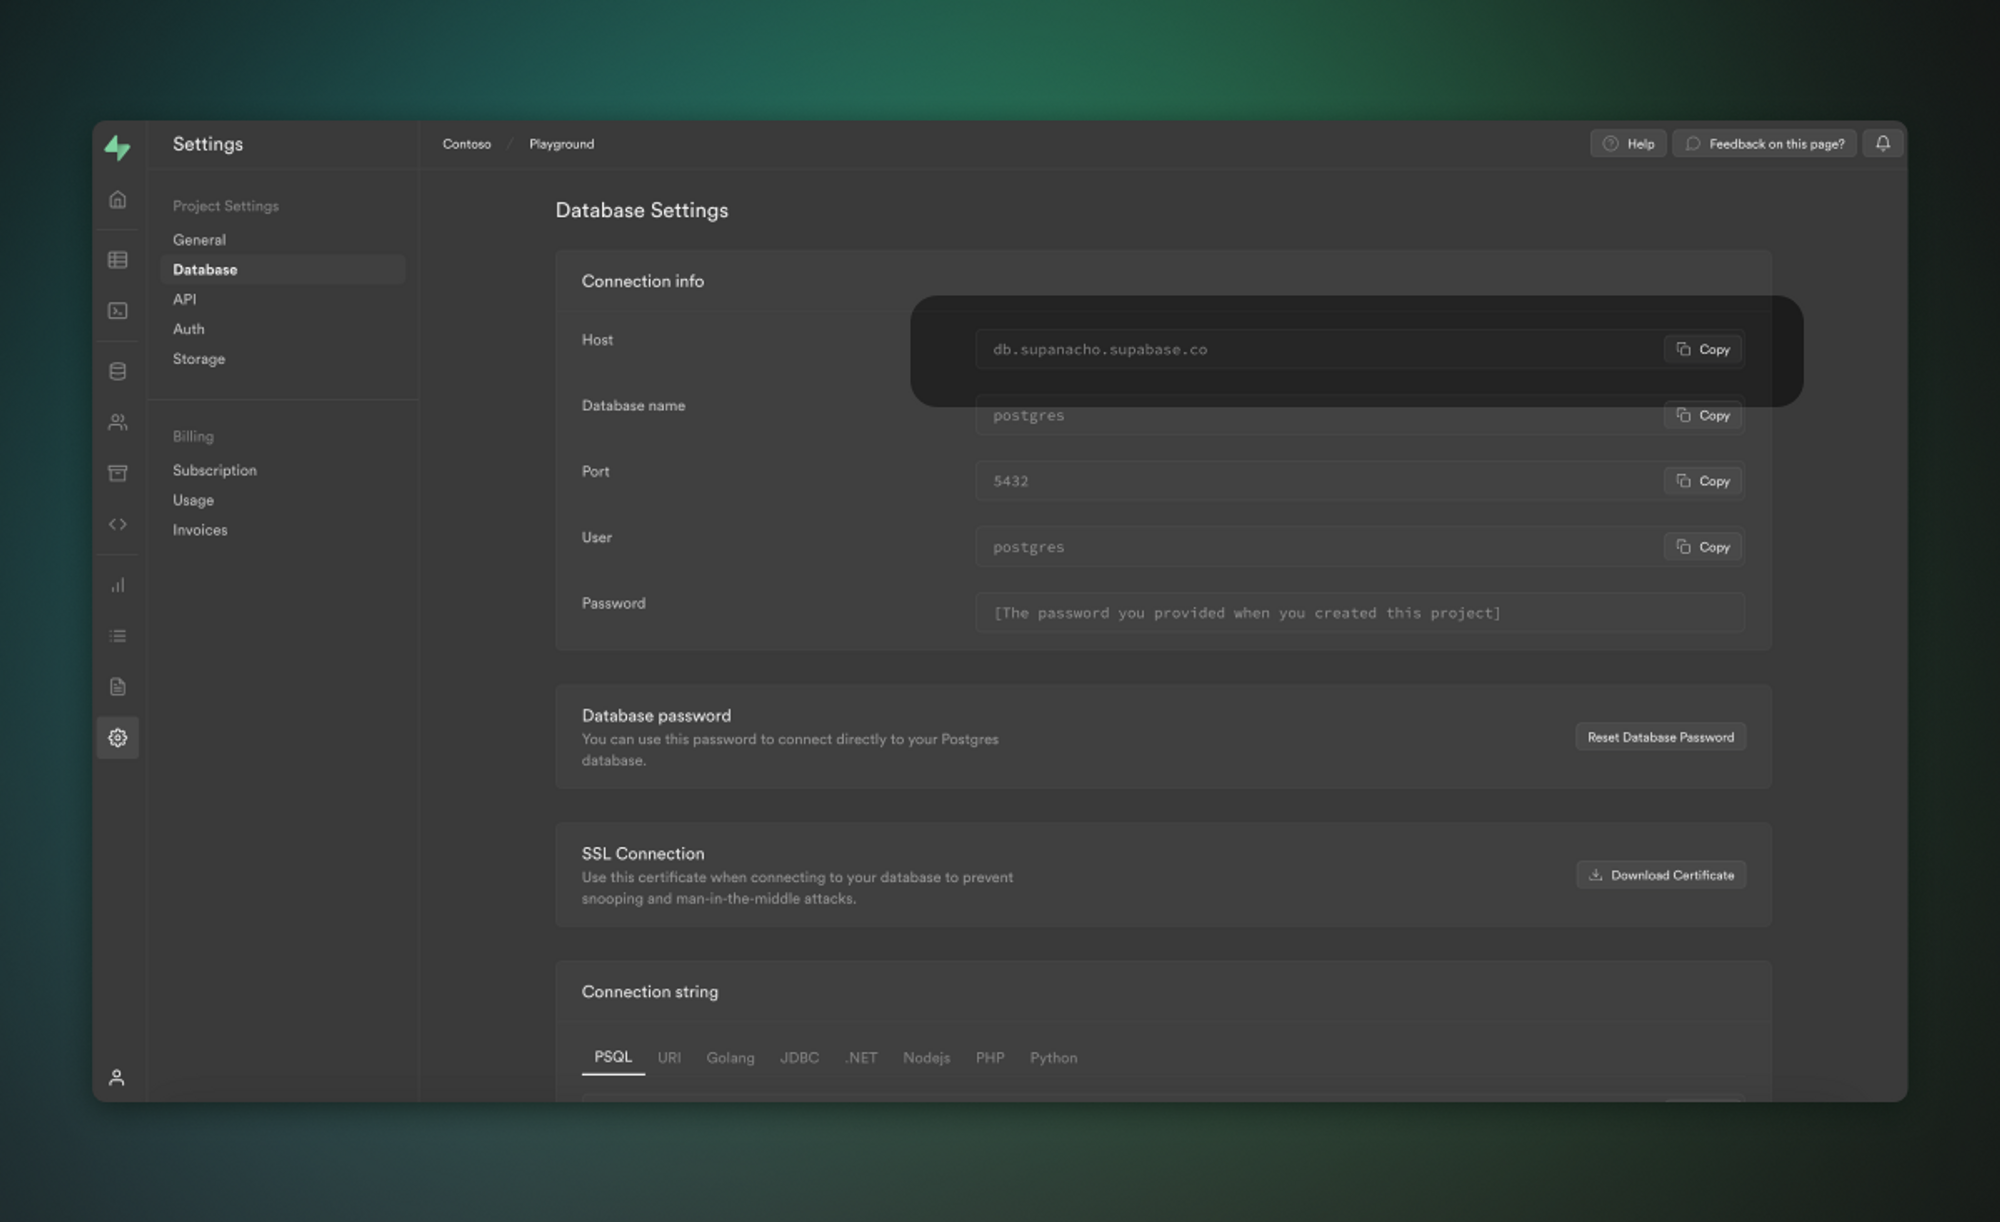 Settings
Contoso / Playground
Help
Feedback on this page?
Project Settings
General
Database
API
Auth
Storage
Billing
Subscription
Usage
Invoices
Database Settings
Connection info
Host
db.supanacho.supabase.co
Copy
Database name
postgres
Copy
Port
5432
Copy
User
postgres
Copy
Password
[The password you provided when you created this project]
Database password
You can use this password to connect directly to your Postgres
database.
Reset Database Password
SSL Connection
Use this certificate when connecting to your database to prevent
snooping and man-in-the-middle attacks.
Download Certificate
Connection string
PSQL URI Golang JDBC .NET Nodejs PHP Python